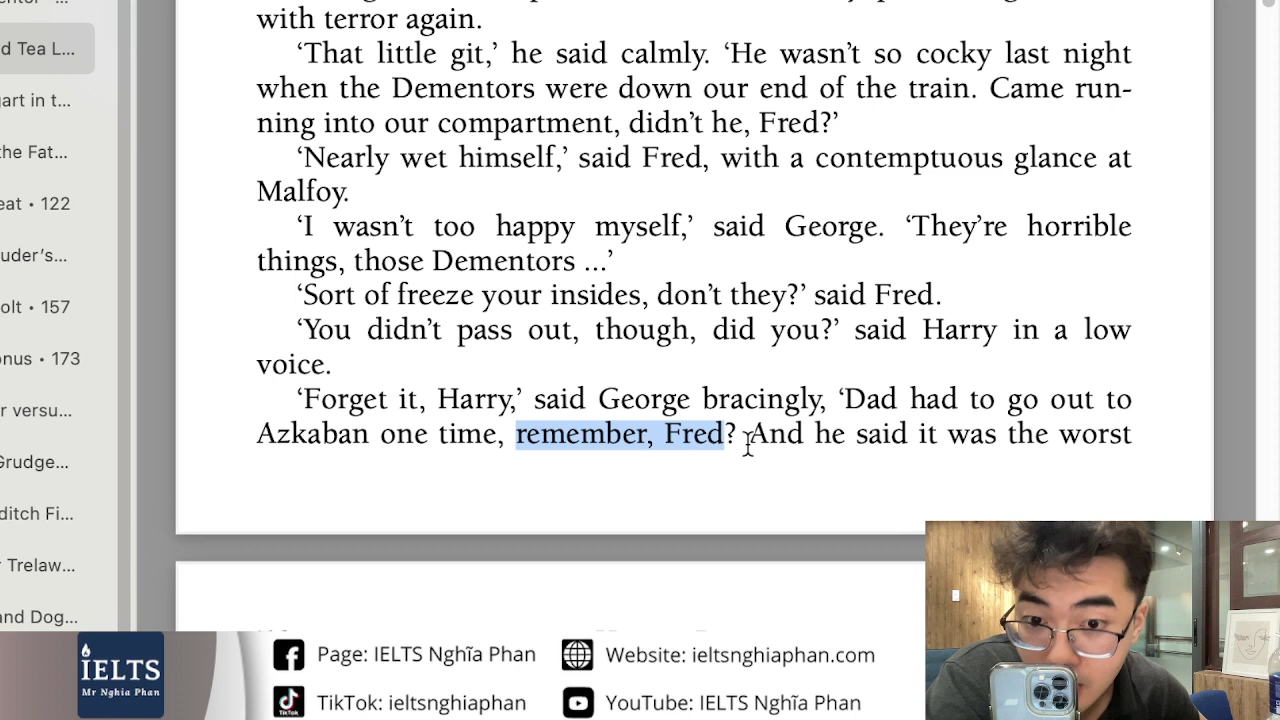 d Tea L...
art in t...
the Fat...
eat • 122
uder's...
olt • 157
onus • 173
r versu...
Grudge...
ditch Fi...
r Trelaw...
and Dog...
with terror again.
‘That little git,’ he said calmly. ‘He wasn’t so cocky last night
when the Dementors were down our end of the train. Came run-
ning into our compartment, didn’t he, Fred?’
‘Nearly wet himself,’ said Fred, with a contemptuous glance at
Malfoy.
‘I wasn’t too happy myself,’ said George. ‘They’re horrible
things, those Dementors ...’
‘Sort of freeze your insides, don’t they?’ said Fred.
‘You didn’t pass out, though, did you?’ said Harry in a low
voice.
‘Forget it, Harry,’ said George bracingly, ‘Dad had to go out to
Azkaban one time, remember, Fred? And he said it was the worst
IELTS
Mr Nghia Phan
Page: IELTS Nghĩa Phan
Website: ieltsnghiaphan.com
TikTok: ieltsnghiaphan
YouTube: IELTS Nghĩa Phan